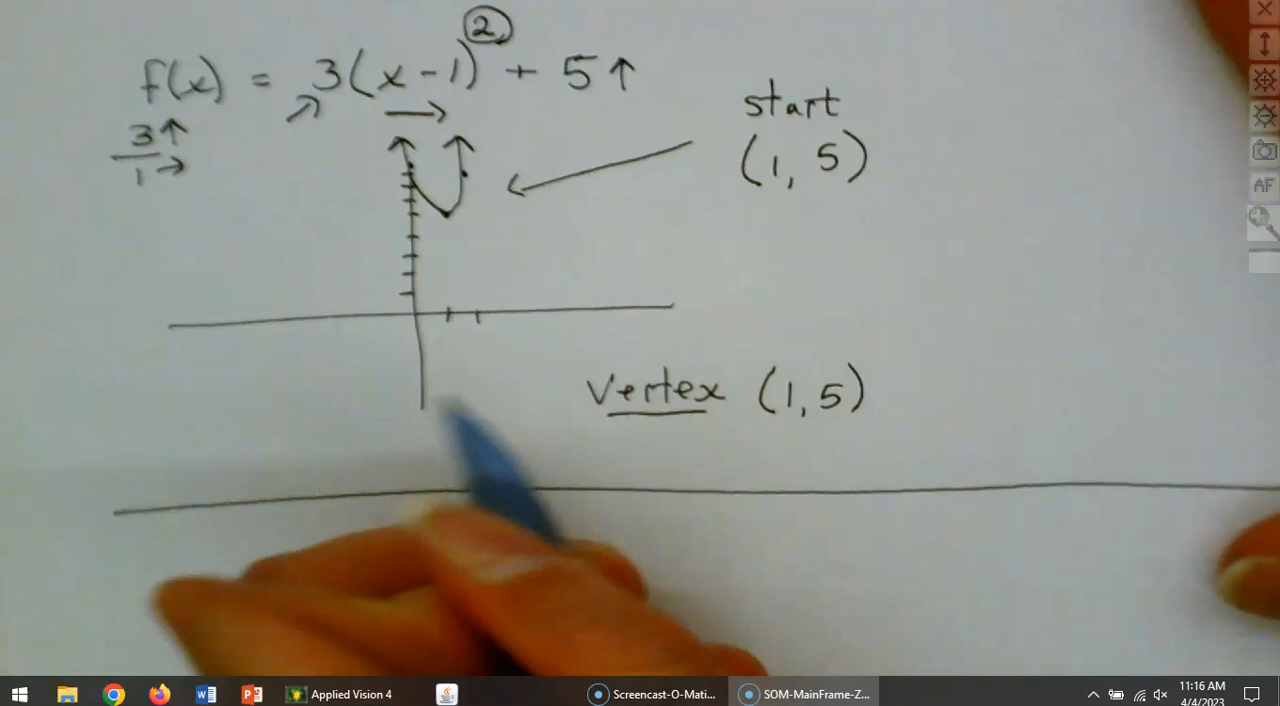 f(x) = 3(x-1)² + 5↑
3↑
1→
start
(1, 5)
Vertex (1,5)
AF
Applied Vision 4
Screencast-O-Mati...
SOM-MainFrame-Z...
11:16 AM
4/4/2023